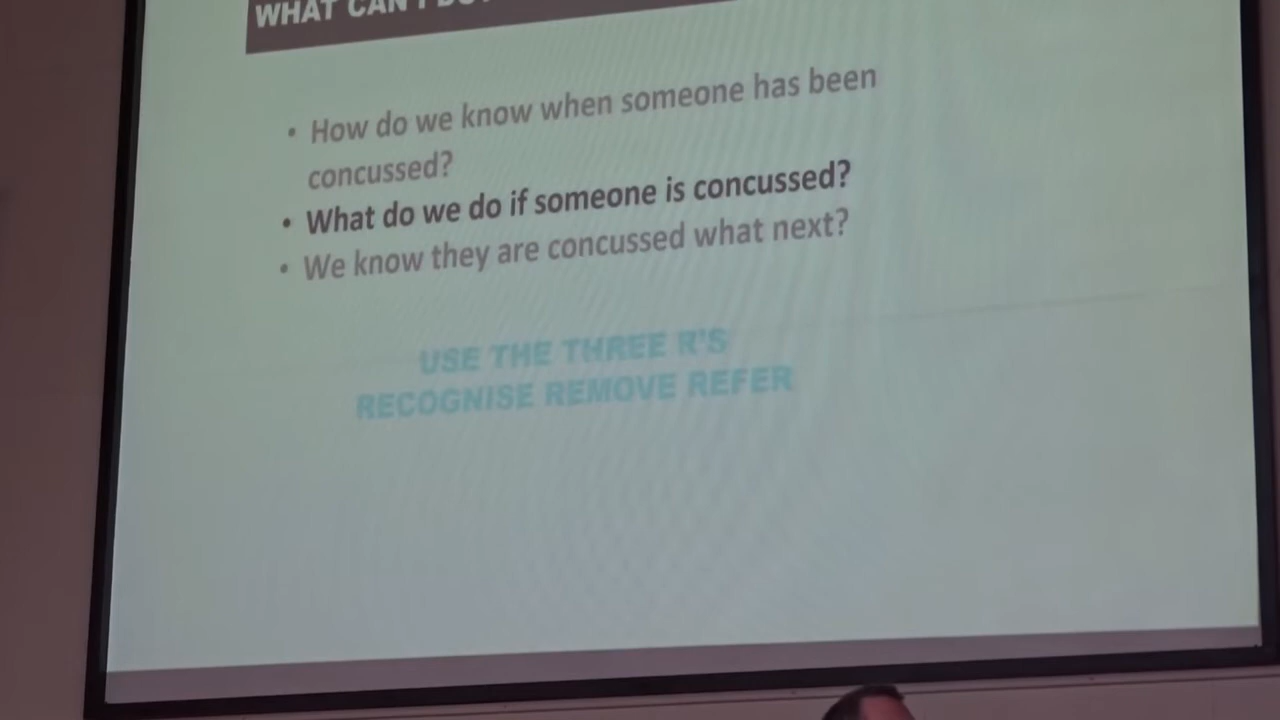 WHAT CAN I DO?
• How do we know when someone has been
concussed?
• What do we do if someone is concussed?
• We know they are concussed what next?
USE THE THREE R'S
RECOGNISE REMOVE REFER